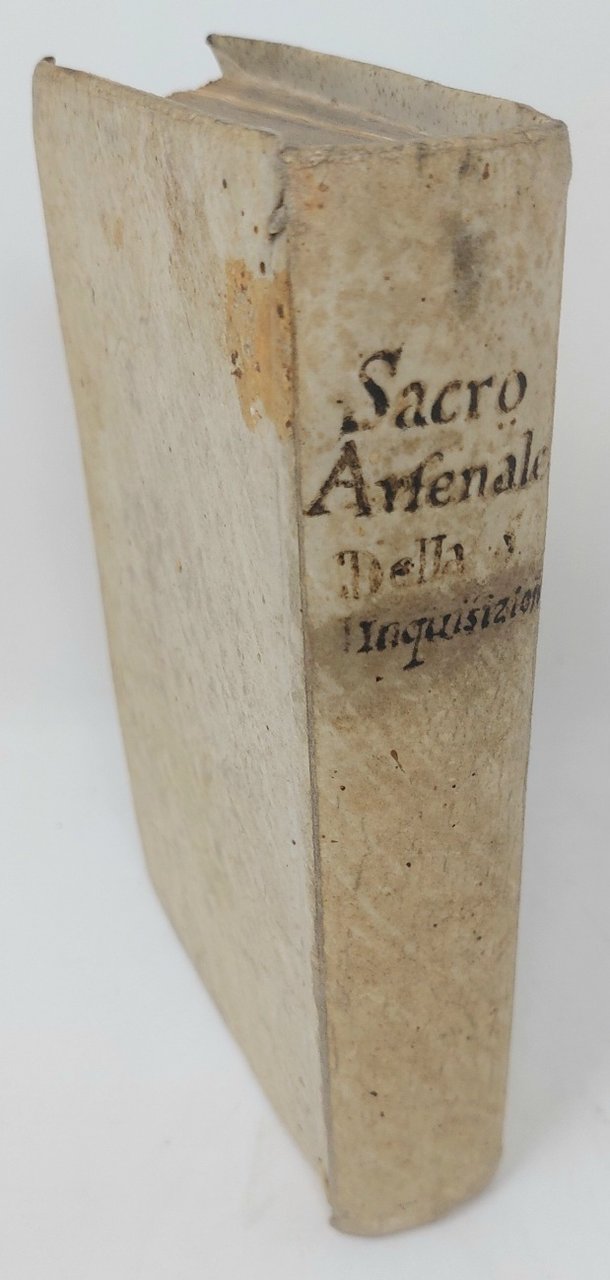 Sacro
Arſenale
Della S.
Inquisizion